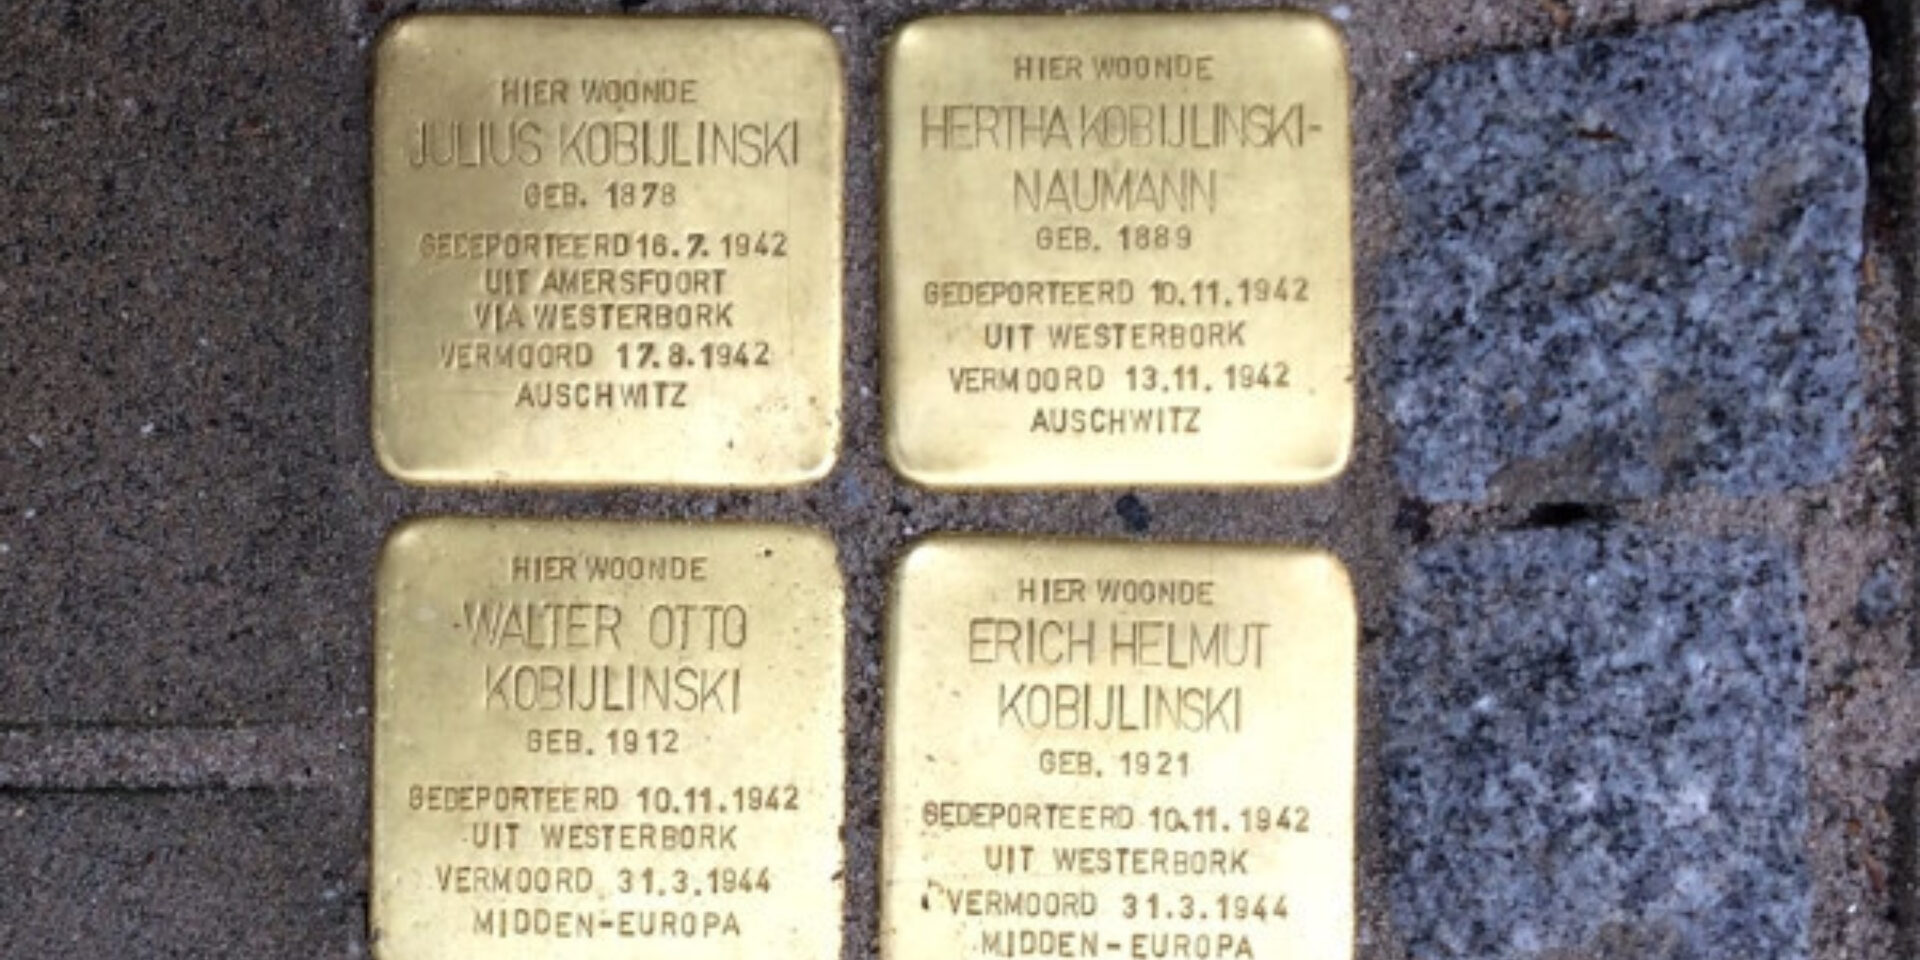 HIER WOONDE
JULIUS KOBIJLINSKI
GEB. 1878
GEDEPORTEERD 16.7.1942
UIT AMERSFOORT
VIA WESTERBORK
VERMOORD 17.8.1942
AUSCHWITZ
HIER WOONDE
HERTHA KOBIJLINSKI-
NAUMANN
GEB. 1889
GEDEPORTEERD 10.11.1942
UIT WESTERBORK
VERMOORD 13.11.1942
AUSCHWITZ
HIER WOONDE
WALTER OTTO
KOBIJLINSKI
GEB. 1912
GEDEPORTEERD 10.11.1942
UIT WESTERBORK
VERMOORD 31.3.1944
MIDDEN-EUROPA
HIER WOONDE
ERICH HELMUT
KOBIJLINSKI
GEB. 1921
GEDEPORTEERD 10.11.1942
UIT WESTERBORK
VERMOORD 31.3.1944
MIDDEN-EUROPA